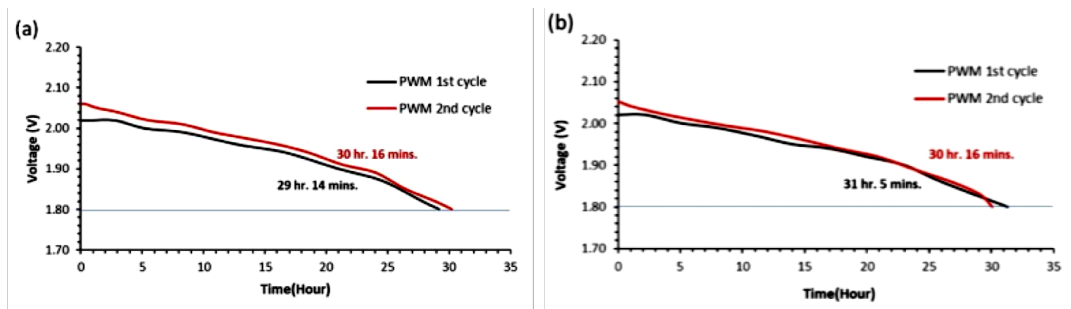 (a)
2.20
2.10
2.00
1.90
1.80
1.70
Voltage (V)
PWM 1st cycle
PWM 2nd cycle
30 hr. 16 mins.
29 hr. 14 mins.
0 5 10 15 20 25 30 35
Time(Hour)
(b)
2.20
2.10
2.00
1.90
1.80
1.70
Voltage (V)
PWM 1st cycle
PWM 2nd cycle
30 hr. 16 mins.
31 hr. 5 mins.
0 5 10 15 20 25 30 35
Time(Hour)